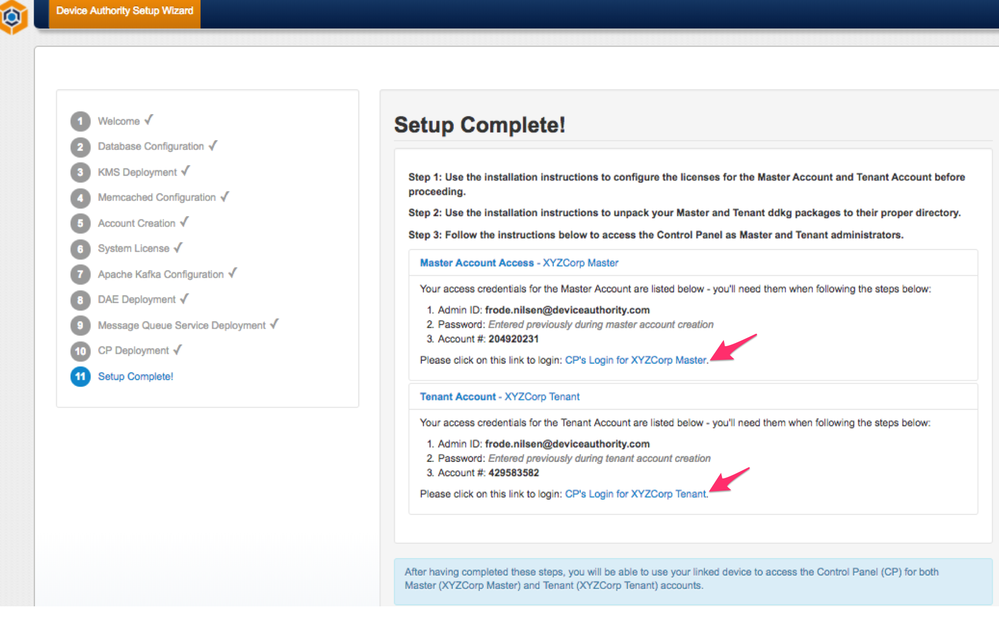 Device Authority Setup Wizard
1 Welcome ✓
2 Database Configuration ✓
3 KMS Deployment ✓
4 Memcached Configuration ✓
5 Account Creation ✓
6 System License ✓
7 Apache Kafka Configuration ✓
8 DAE Deployment ✓
9 Message Queue Service Deployment ✓
10 CP Deployment ✓
11 Setup Complete!
Setup Complete!
Step 1: Use the installation instructions to configure the licenses for the Master Account and Tenant Account before
proceeding.
Step 2: Use the installation instructions to unpack your Master and Tenant ddkg packages to their proper directory.
Step 3: Follow the instructions below to access the Control Panel as Master and Tenant administrators.
Master Account Access - XYZCorp Master
Your access credentials for the Master Account are listed below - you'll need them when following the steps below:
1. Admin ID: frode.nilsen@deviceauthority.com
2. Password: Entered previously during master account creation
3. Account #: 204920231
Please click on this link to login: CP's Login for XYZCorp Master.
Tenant Account - XYZCorp Tenant
Your access credentials for the Tenant Account are listed below - you'll need them when following the steps below:
1. Admin ID: frode.nilsen@deviceauthority.com
2. Password: Entered previously during tenant account creation
3. Account #: 429583582
Please click on this link to login: CP's Login for XYZCorp Tenant.
After having completed these steps, you will be able to use your linked device to access the Control Panel (CP) for both
Master (XYZCorp Master) and Tenant (XYZCorp Tenant) accounts.